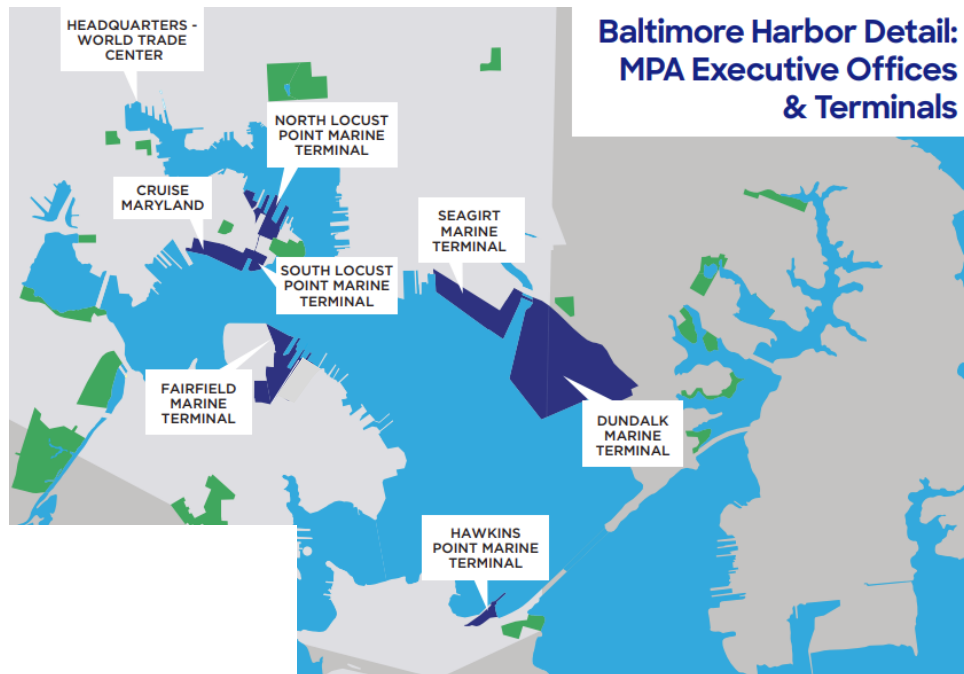 Baltimore Harbor Detail:
MPA Executive Offices
& Terminals
HEADQUARTERS -
WORLD TRADE
CENTER
NORTH LOCUST
POINT MARINE
TERMINAL
CRUISE
MARYLAND
SEAGIRT
MARINE
TERMINAL
SOUTH LOCUST
POINT MARINE
TERMINAL
FAIRFIELD
MARINE
TERMINAL
DUNDALK
MARINE
TERMINAL
HAWKINS
POINT MARINE
TERMINAL